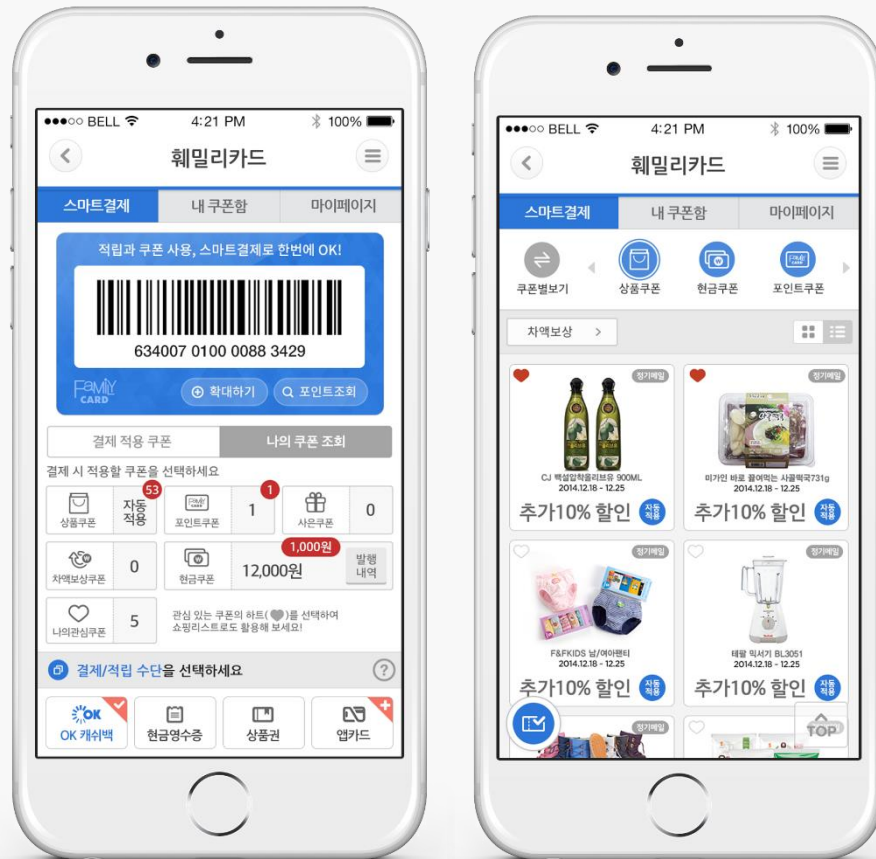 ●●●○○ BELL 4:21 PM 100%
훼밀리카드
스마트결제 내 쿠폰함 마이페이지
적립과 쿠폰 사용, 스마트결제로 한번에 OK!
634007 0100 0088 3429
FamilY CARD
확대하기 포인트조회
결제 적용 쿠폰 나의 쿠폰 조회
결제 시 적용할 쿠폰을 선택하세요
상품쿠폰 자동 적용 53
포인트쿠폰 1 1
사은쿠폰 0
차액보상쿠폰 0
현금쿠폰 12,000원 1,000원 발행 내역
나의관심쿠폰 5
관심 있는 쿠폰의 하트(♥)를 선택하여
쇼핑리스트로도 활용해 보세요!
결제/적립 수단을 선택하세요 ?
OK
OK 캐쉬백 현금영수증 상품권 앱카드
●●●○○ BELL 4:21 PM 100%
훼밀리카드
스마트결제 내 쿠폰함 마이페이지
쿠폰별보기 상품쿠폰 현금쿠폰 포인트쿠폰
차액보상 >
정기메일
CJ 백설압착올리브유 900ML
2014.12.18 - 12.25
추가10% 할인 자동 적용
정기메일
미가인 바로 끓여먹는 사골떡국731g
2014.12.18 - 12.25
추가10% 할인 자동 적용
정기메일
F&FKIDS 남/여아팬티
2014.12.18 - 12.25
추가10% 할인 자동 적용
정기메일
테팔 믹서기 BL3051
2014.12.18 - 12.25
추가10% 할인 자동 적용
정기메일
정기메일
TOP